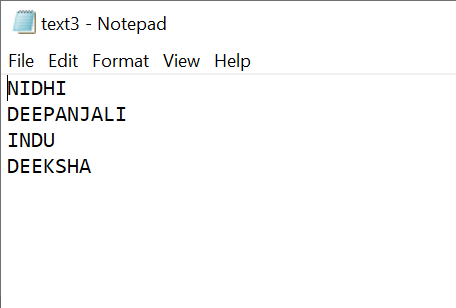 text3 - Notepad
File Edit Format View Help
NIDHI
DEEPANJALI
INDU
DEEKSHA